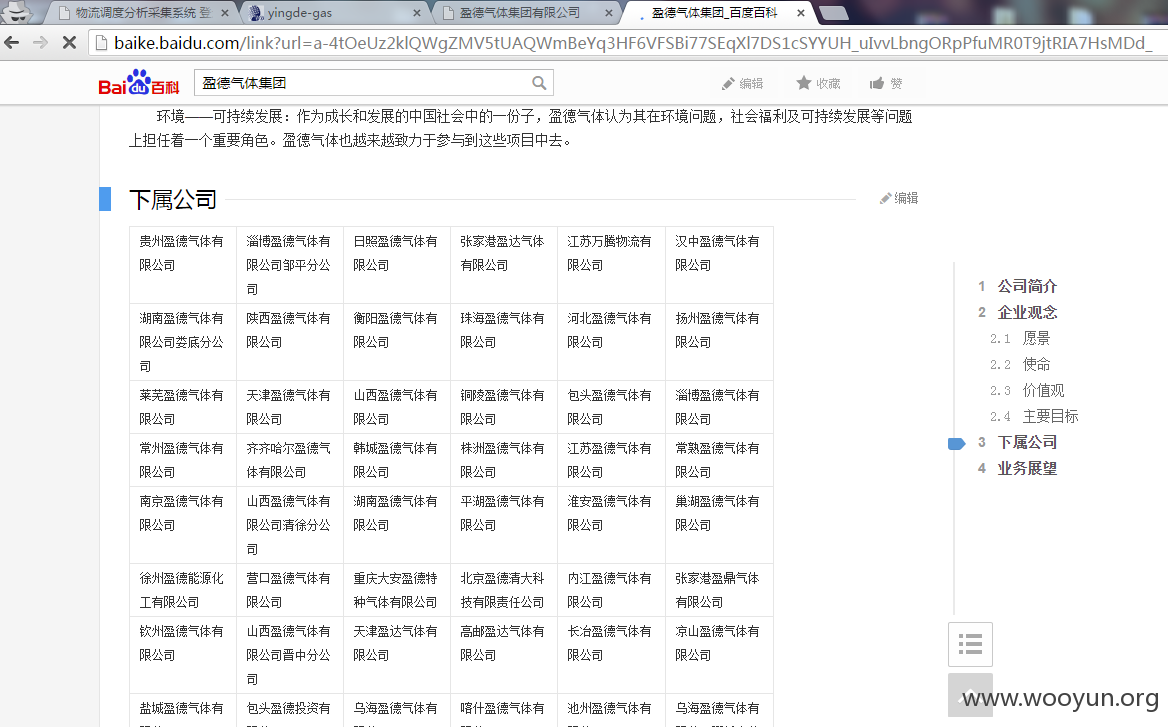 物流调度分析采集系统 登
yingde-gas
盈德气体集团有限公司
盈德气体集团_百度百科
baike.baidu.com/link?url=a-4tOeUz2klQWgZMV5tUAQWmBeYq3HF6VFSBi77SEqXl7DS1cSYYUH_uIvvLbngORpPfuMR0T9jtRIA7HsMDd_
Bai du 百科
盈德气体集团
编辑
收藏
赞
环境——可持续发展：作为成长和发展的中国社会中的一份子，盈德气体认为其在环境问题，社会福利及可持续发展等问题
上担任着一个重要角色。盈德气体也越来越致力于参与到这些项目中去。
下属公司
编辑
贵州盈德气体有
限公司
淄博盈德气体有
限公司邹平分公
司
日照盈德气体有
限公司
张家港盈达气体
有限公司
江苏万腾物流有
限公司
汉中盈德气体有
限公司
湖南盈德气体有
限公司娄底分公
司
陕西盈德气体有
限公司
衡阳盈德气体有
限公司
珠海盈德气体有
限公司
河北盈德气体有
限公司
扬州盈德气体有
限公司
莱芜盈德气体有
限公司
天津盈德气体有
限公司
山西盈德气体有
限公司
铜陵盈德气体有
限公司
包头盈德气体有
限公司
淄博盈德气体有
限公司
常州盈德气体有
限公司
齐齐哈尔盈德气
体有限公司
韩城盈德气体有
限公司
株洲盈德气体有
限公司
江苏盈德气体有
限公司
常熟盈德气体有
限公司
南京盈德气体有
限公司
山西盈德气体有
限公司清徐分公
司
湖南盈德气体有
限公司
平湖盈德气体有
限公司
淮安盈德气体有
限公司
巢湖盈德气体有
限公司
徐州盈德能源化
工有限公司
营口盈德气体有
限公司
重庆大安盈德特
种气体有限公司
北京盈德清大科
技有限责任公司
内江盈德气体有
限公司
张家港盈鼎气体
有限公司
钦州盈德气体有
限公司
山西盈德气体有
限公司晋中分公
司
天津盈达气体有
限公司
高邮盈达气体有
限公司
长冶盈德气体有
限公司
凉山盈德气体有
限公司
盐城盈德气体有
包头盈德投资有
乌海盈德气体有
喀什盈德气体有
池州盈德气体有
乌海盈德气体有
1 公司简介
2 企业观念
2.1 愿景
2.2 使命
2.3 价值观
2.4 主要目标
3 下属公司
4 业务展望
www.wooyun.org